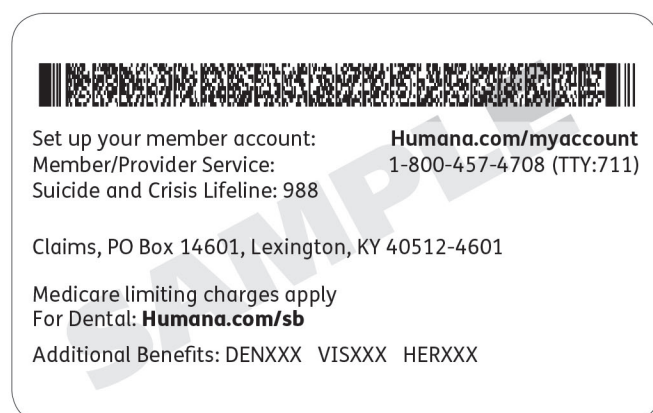 Set up your member account: Humana.com/myaccount
Member/Provider Service: 1-800-457-4708 (TTY:711)
Suicide and Crisis Lifeline: 988
Claims, PO Box 14601, Lexington, KY 40512-4601
Medicare limiting charges apply
For Dental: Humana.com/sb
Additional Benefits: DENXXX VISXXX HERXXX
SAMPLE